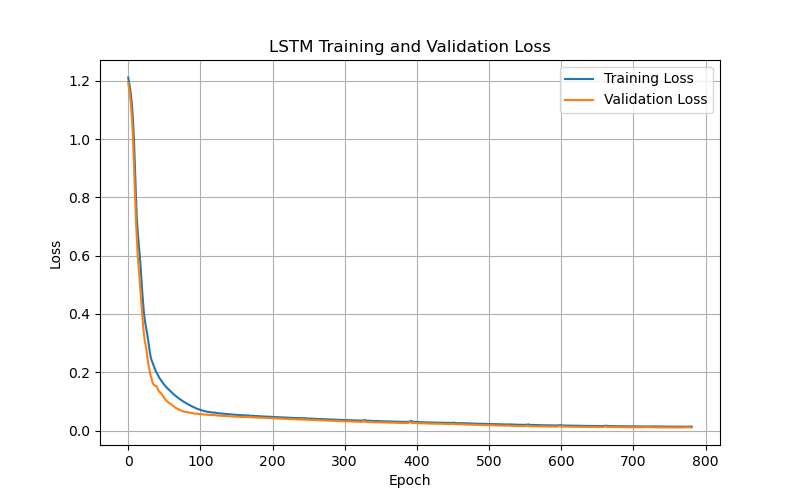 LSTM Training and Validation Loss
Training Loss
Validation Loss
1.2
1.0
0.8
0.6
0.4
0.2
0.0
Loss
0 100 200 300 400 500 600 700 800
Epoch